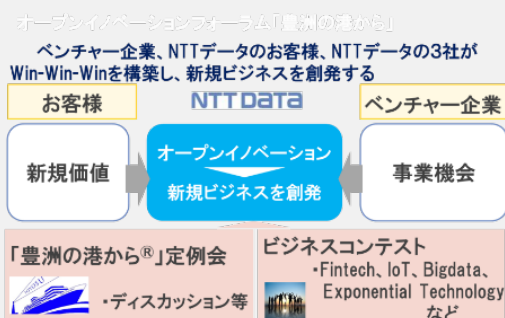 オープンイノベーションフォーラム「豊洲の港から」
ベンチャー企業、NTTデータのお客様、NTTデータの3社が
Win-Win-Winを構築し、新規ビジネスを創発する
お客様
NTT DATA
ベンチャー企業
新規価値
オープンイノベーション
新規ビジネスを創発
事業機会
「豊洲の港から®」定例会
・ディスカッション等
ビジネスコンテスト
・Fintech、IoT、Bigdata、
Exponential Technology
など